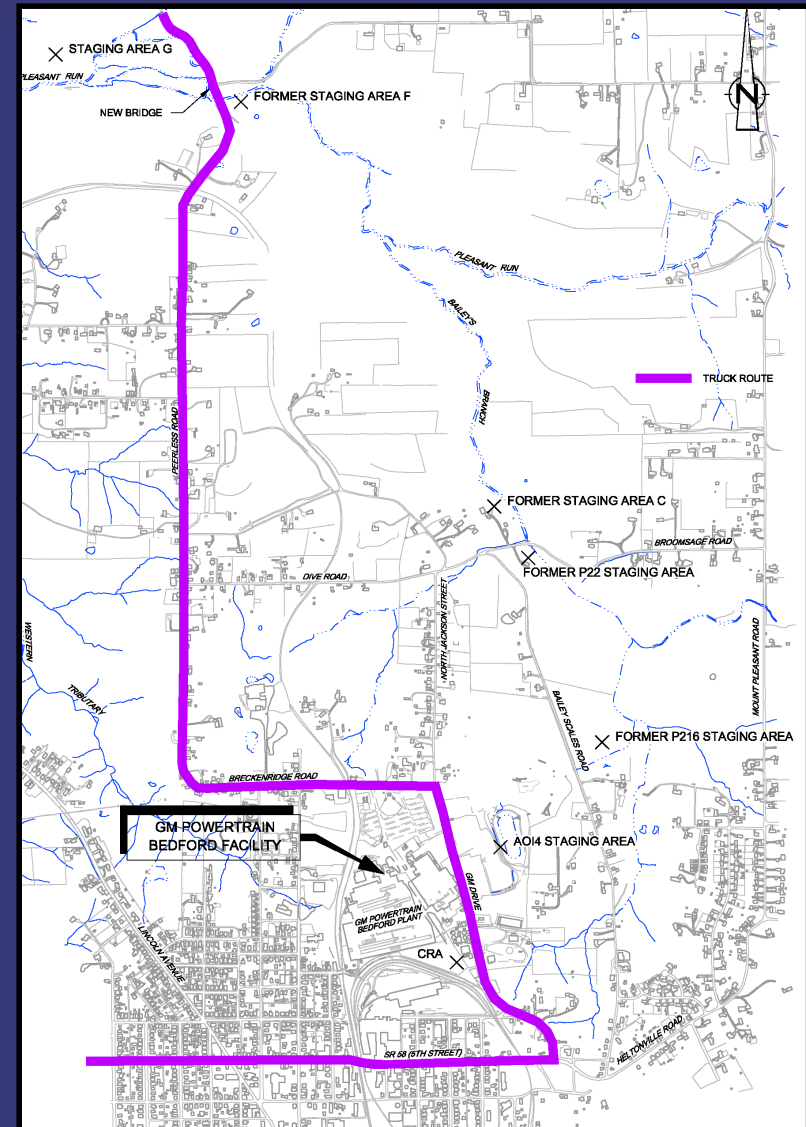 STAGING AREA G
PLEASANT RUN
NEW BRIDGE
FORMER STAGING AREA F
N
PLEASANT RUN
BAILEY'S
BRANCH
TRUCK ROUTE
PEERLESS ROAD
FORMER STAGING AREA C
BROOMSAGE ROAD
FORMER P22 STAGING AREA
DIVE ROAD
NORTH JACKSON STREET
WESTERN
TRIBUTARY
MOUNT PLEASANT ROAD
BAILEY SCALES ROAD
FORMER P216 STAGING AREA
BRECKENRIDGE ROAD
GM POWERTRAIN
BEDFORD FACILITY
AOI4 STAGING AREA
GM DRIVE
GM POWERTRAIN
BEDFORD PLANT
LINCOLN AVENUE
CRA
HELTONVILLE ROAD
SR 58 (5TH STREET)